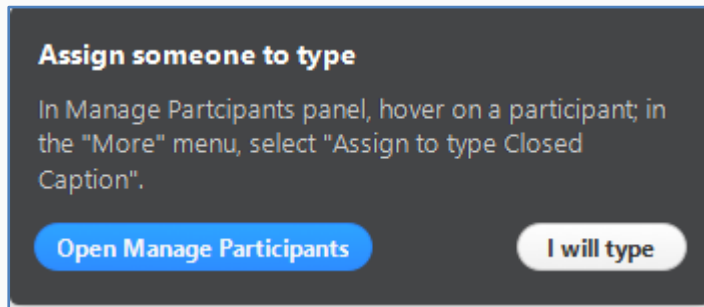 Assign someone to type
In Manage Partcipants panel, hover on a participant; in
the "More" menu, select "Assign to type Closed
Caption".
Open Manage Participants
I will type